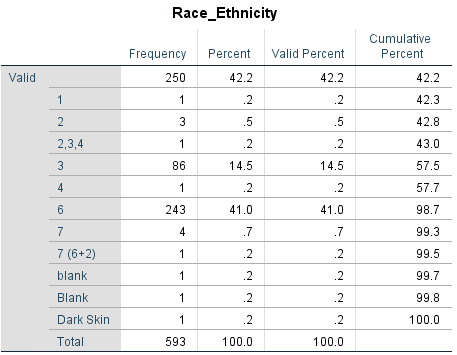 Race_Ethnicity
Frequency Percent Valid Percent Cumulative Percent
Valid 250 42.2 42.2 42.2
1 1 .2 .2 42.3
2 3 .5 .5 42.8
2,3,4 1 .2 .2 43.0
3 86 14.5 14.5 57.5
4 1 .2 .2 57.7
6 243 41.0 41.0 98.7
7 4 .7 .7 99.3
7 (6+2) 1 .2 .2 99.5
blank 1 .2 .2 99.7
Blank 1 .2 .2 99.8
Dark Skin 1 .2 .2 100.0
Total 593 100.0 100.0